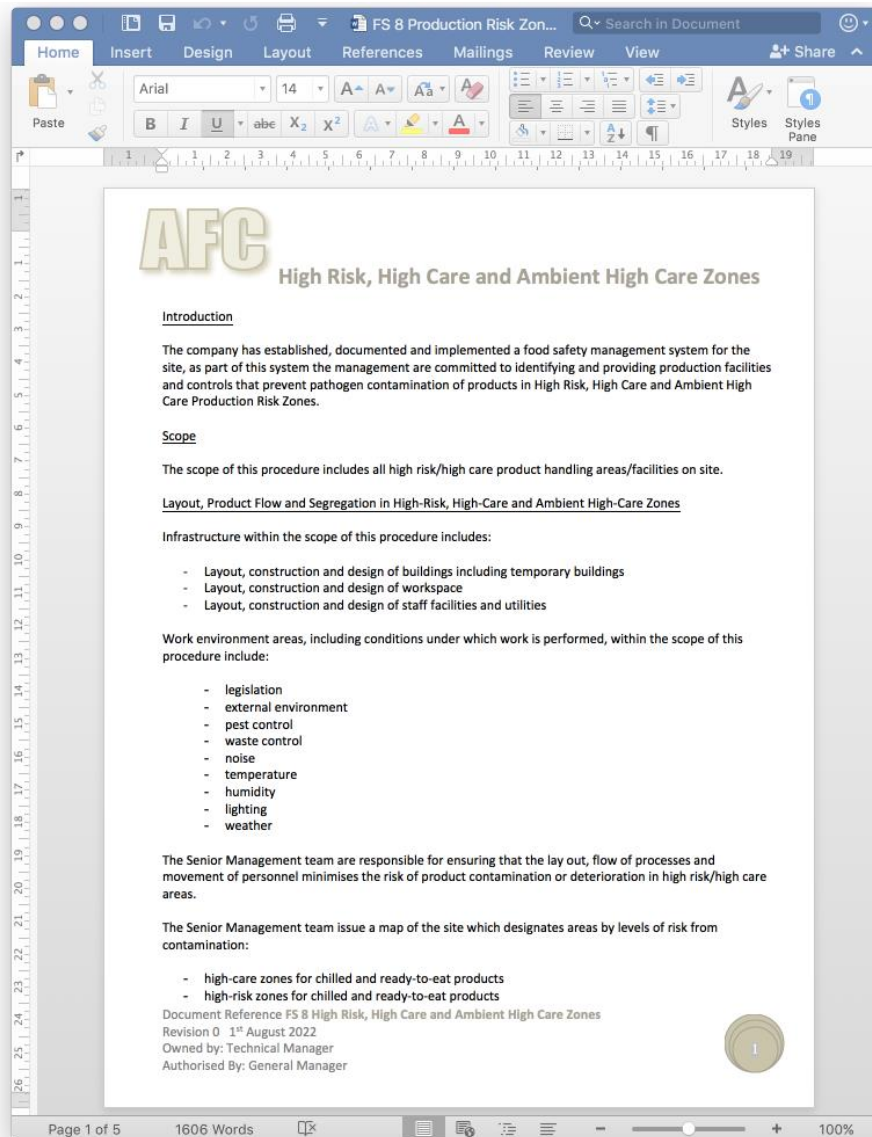 FS 8 Production Risk Zon...
Search in Document
Home Insert Design Layout References Mailings Review View Share
Paste
Arial
14
Styles
Styles Pane
AFC
High Risk, High Care and Ambient High Care Zones
Introduction
The company has established, documented and implemented a food safety management system for the
site, as part of this system the management are committed to identifying and providing production facilities
and controls that prevent pathogen contamination of products in High Risk, High Care and Ambient High
Care Production Risk Zones.
Scope
The scope of this procedure includes all high risk/high care product handling areas/facilities on site.
Layout, Product Flow and Segregation in High-Risk, High-Care and Ambient High-Care Zones
Infrastructure within the scope of this procedure includes:
- Layout, construction and design of buildings including temporary buildings
- Layout, construction and design of workspace
- Layout, construction and design of staff facilities and utilities
Work environment areas, including conditions under which work is performed, within the scope of this
procedure include:
- legislation
- external environment
- pest control
- waste control
- noise
- temperature
- humidity
- lighting
- weather
The Senior Management team are responsible for ensuring that the lay out, flow of processes and
movement of personnel minimises the risk of product contamination or deterioration in high risk/high care
areas.
The Senior Management team issue a map of the site which designates areas by levels of risk from
contamination:
- high-care zones for chilled and ready-to-eat products
- high-risk zones for chilled and ready-to-eat products
Document Reference FS 8 High Risk, High Care and Ambient High Care Zones
Revision 0 1st August 2022
Owned by: Technical Manager
Authorised By: General Manager
1
Page 1 of 5 1606 Words 100%